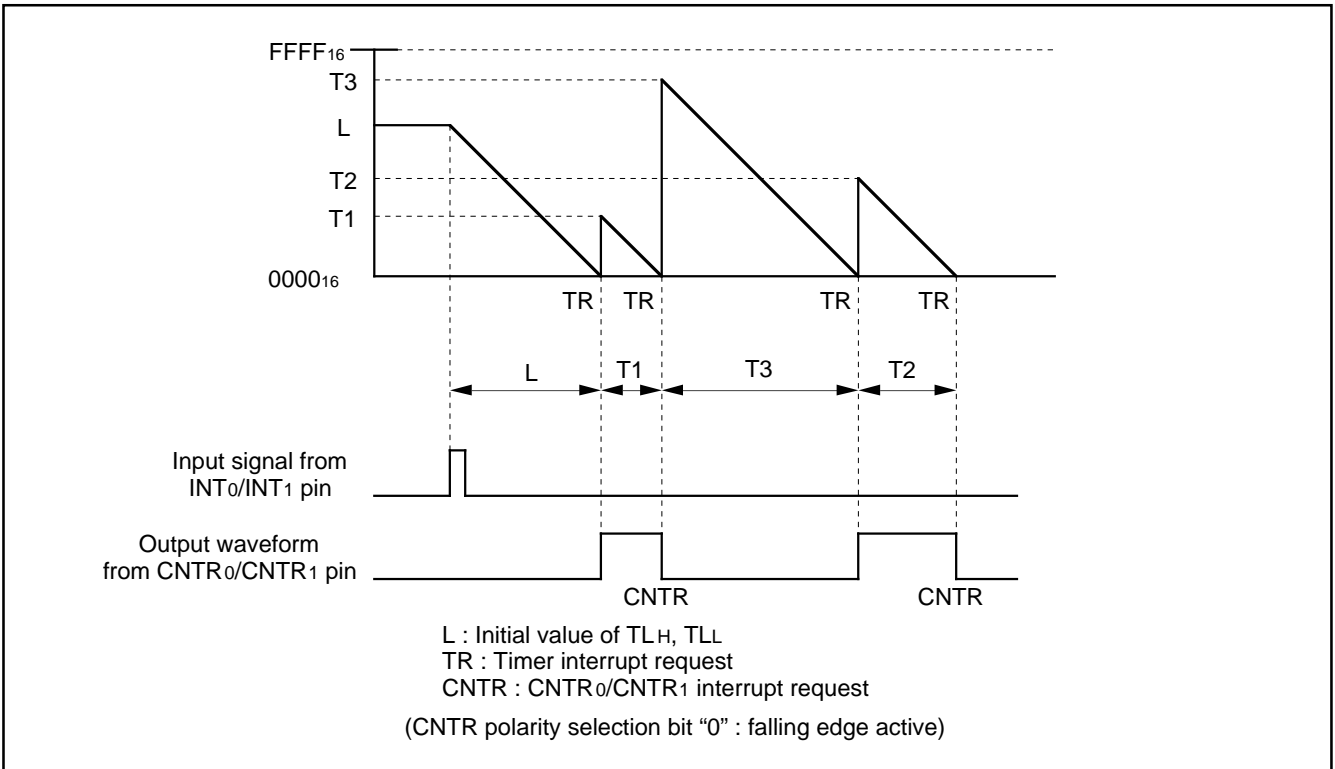 FFFF16
T3
L
T2
T1
000016
TR TR TR TR
L T1 T3 T2
Input signal from
INT0/INT1 pin
Output waveform
from CNTR0/CNTR1 pin
CNTR CNTR
L : Initial value of TLH, TLL
TR : Timer interrupt request
CNTR : CNTR0/CNTR1 interrupt request
(CNTR polarity selection bit “0” : falling edge active)